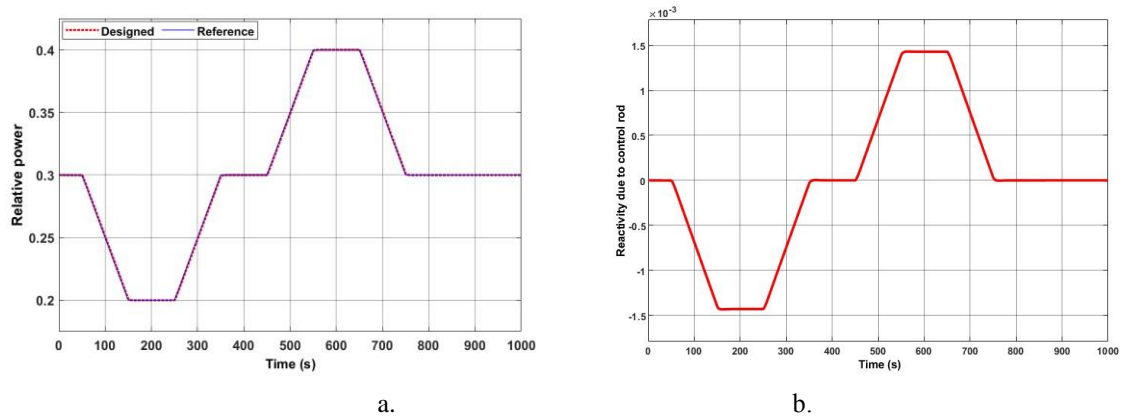 Designed Reference
0.4
0.35
0.3
0.25
0.2
Relative power
0 100 200 300 400 500 600 700 800 900 1000
Time (s)
a.
×10-3
1.5
1
0.5
0
-0.5
-1
-1.5
Reactivity due to control rod
0 100 200 300 400 500 600 700 800 900 1000
Time (s)
b.